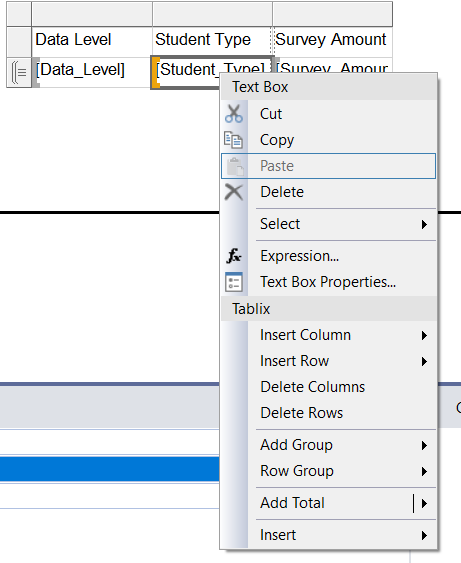 Data Level Student Type Survey Amount
[Data_Level] [Student_Type] [Survey_Amour
Text Box
Cut
Copy
Paste
Delete
Select
fx Expression...
Text Box Properties...
Tablix
Insert Column
Insert Row
Delete Columns
Delete Rows
Add Group
Row Group
Add Total
Insert